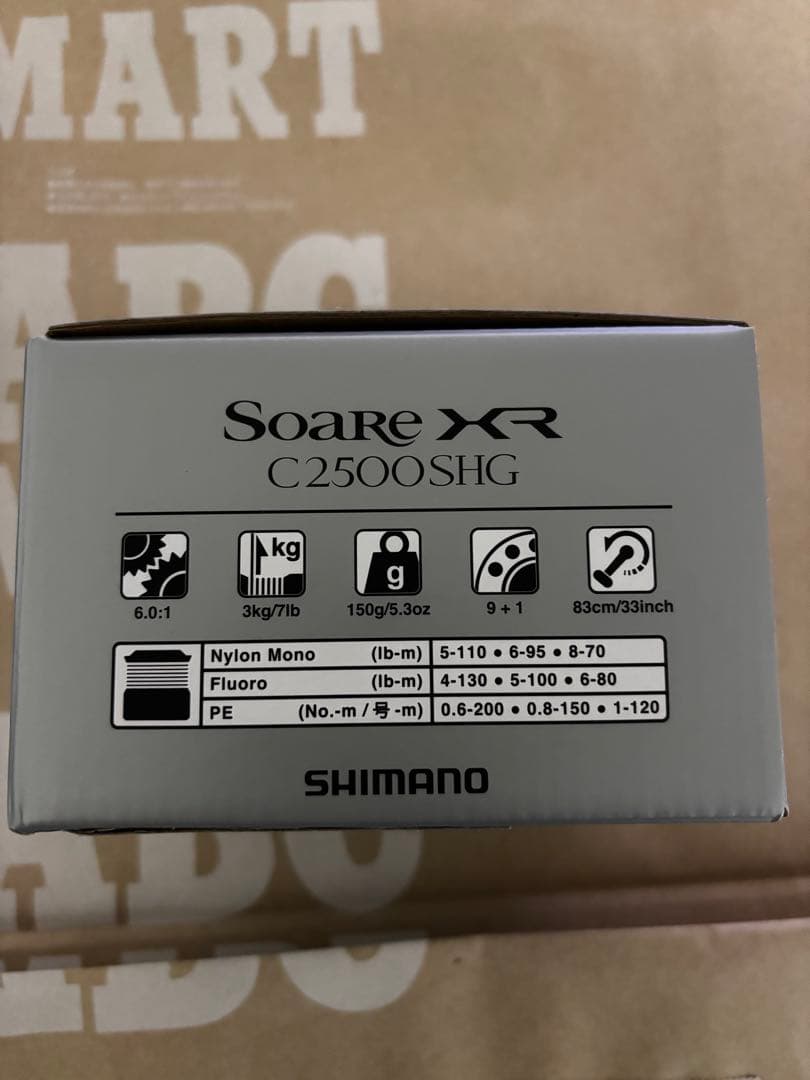 MART
Soare XR
C2500SHG
kg
g
6.0:1
3kg/7lb
150g/5.3oz
9 + 1
83cm/33inch
Nylon Mono (lb-m) 5-110 • 6-95 • 8-70
Fluoro (lb-m) 4-130 • 5-100 • 6-80
PE (No.-m / 号-m) 0.6-200 • 0.8-150 • 1-120
SHIMANO